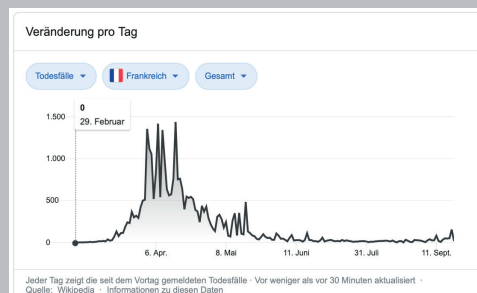 Veränderung pro Tag
Todesfälle Frankreich Gesamt
0
29. Februar
1.500
1.000
500
0
6. Apr. 8. Mai 11. Juni 31. Juli 11. Sept.
Jeder Tag zeigt die seit dem Vortag gemeldeten Todesfälle · Vor weniger als vor 30 Minuten aktualisiert ·
Quelle: Wikipedia · Informationen zu diesen Daten